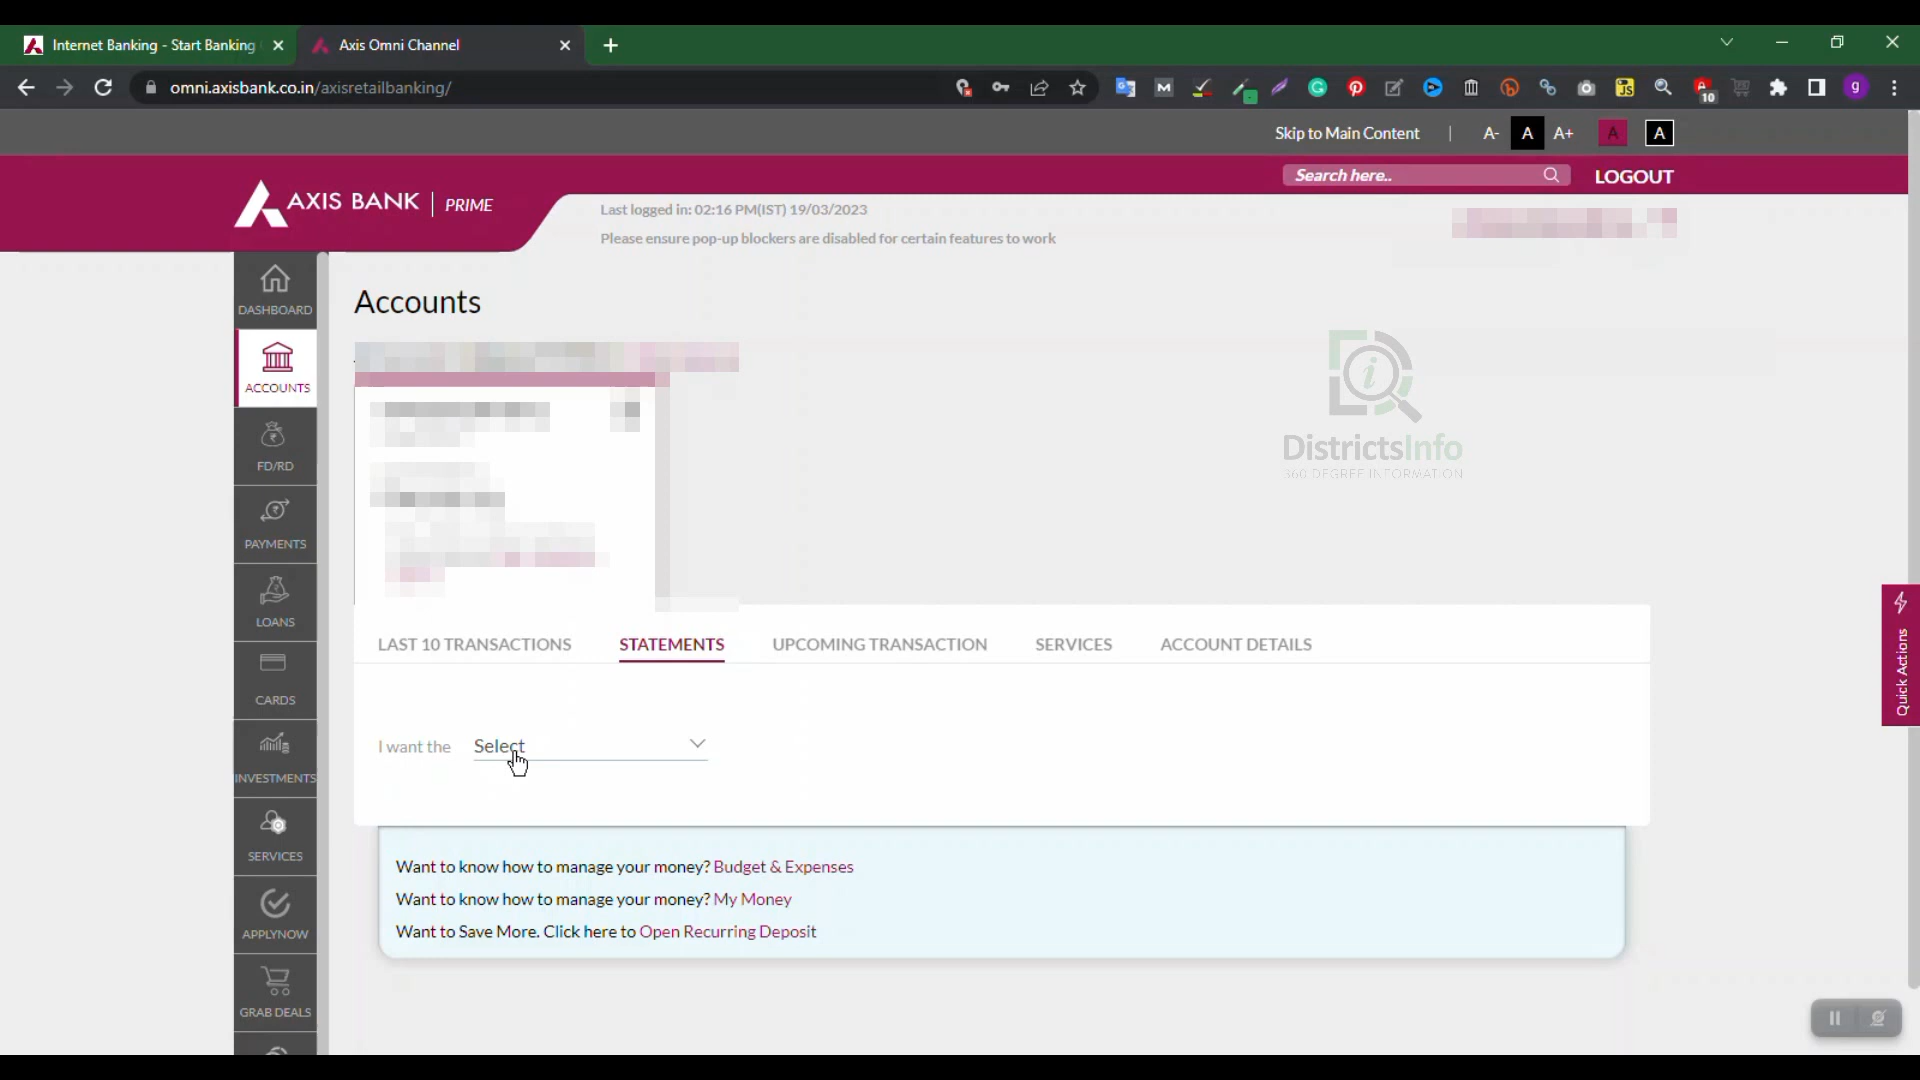 Internet Banking - Start Banking
Axis Omni Channel
omni.axisbank.co.in/axisretailbanking/
10
g
Skip to Main Content | A- A A+ A A
Search here..
LOGOUT
AXIS BANK | PRIME
Last logged in: 02:16 PM(IST) 19/03/2023
Please ensure pop-up blockers are disabled for certain features to work
DASHBOARD
ACCOUNTS
FD/RD
PAYMENTS
LOANS
CARDS
INVESTMENTS
SERVICES
APPLYNOW
GRAB DEALS
Accounts
DistrictsInfo
360 DEGREE INFORMATION
LAST 10 TRANSACTIONS STATEMENTS UPCOMING TRANSACTION SERVICES ACCOUNT DETAILS
I want the Select
Quick Actions
Want to know how to manage your money? Budget & Expenses
Want to know how to manage your money? My Money
Want to Save More. Click here to Open Recurring Deposit